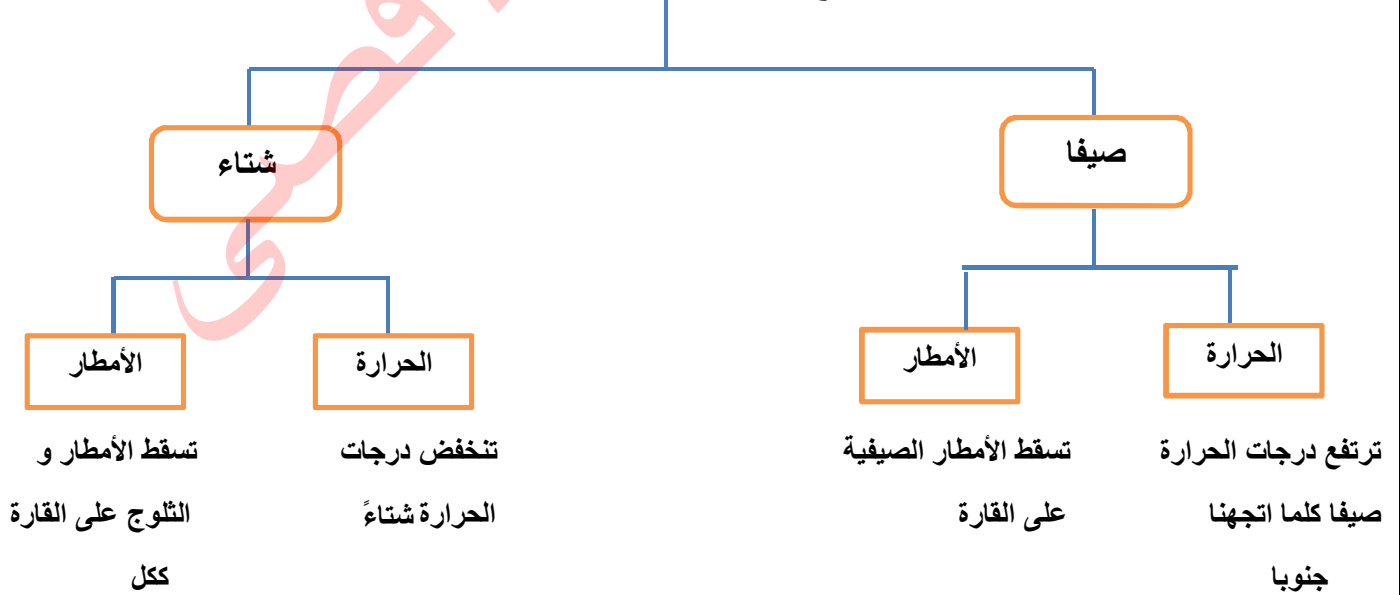 صيفا
شتاء
الحرارة
الأمطار
الحرارة
الأمطار
ترتفع درجات الحرارة
صيفا كلما اتجهنا
جنوبا
تسقط الأمطار الصيفية
على القارة
تنخفض درجات
الحرارة شتاءً
تسقط الأمطار و
الثلوج على القارة
ككل